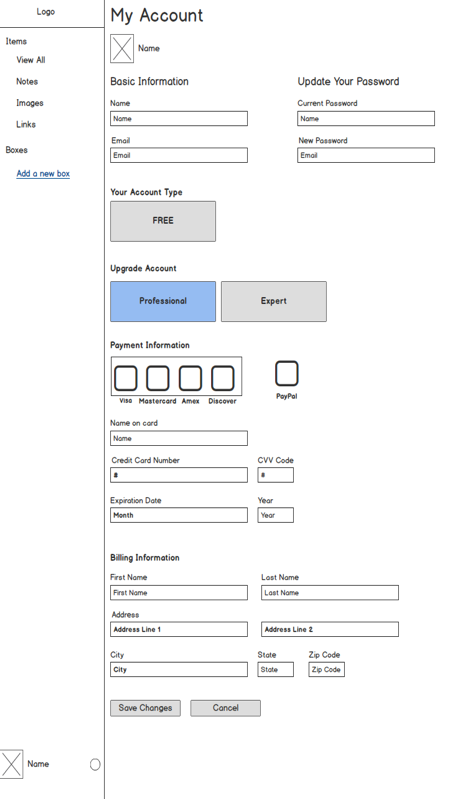 Logo
Items
View All
Notes
Images
Links
Boxes
Add a new box
Name
My Account
Name
Basic Information
Name
Name
Email
Email
Update Your Password
Current Password
Name
New Password
Email
Your Account Type
FREE
Upgrade Account
Professional
Expert
Payment Information
Visa Mastercard Amex Discover
PayPal
Name on card
Name
Credit Card Number CVV Code
# #
Expiration Date Year
Month Year
Billing Information
First Name Last Name
First Name Last Name
Address
Address Line 1 Address Line 2
City State Zip Code
City State Zip Code
Save Changes Cancel